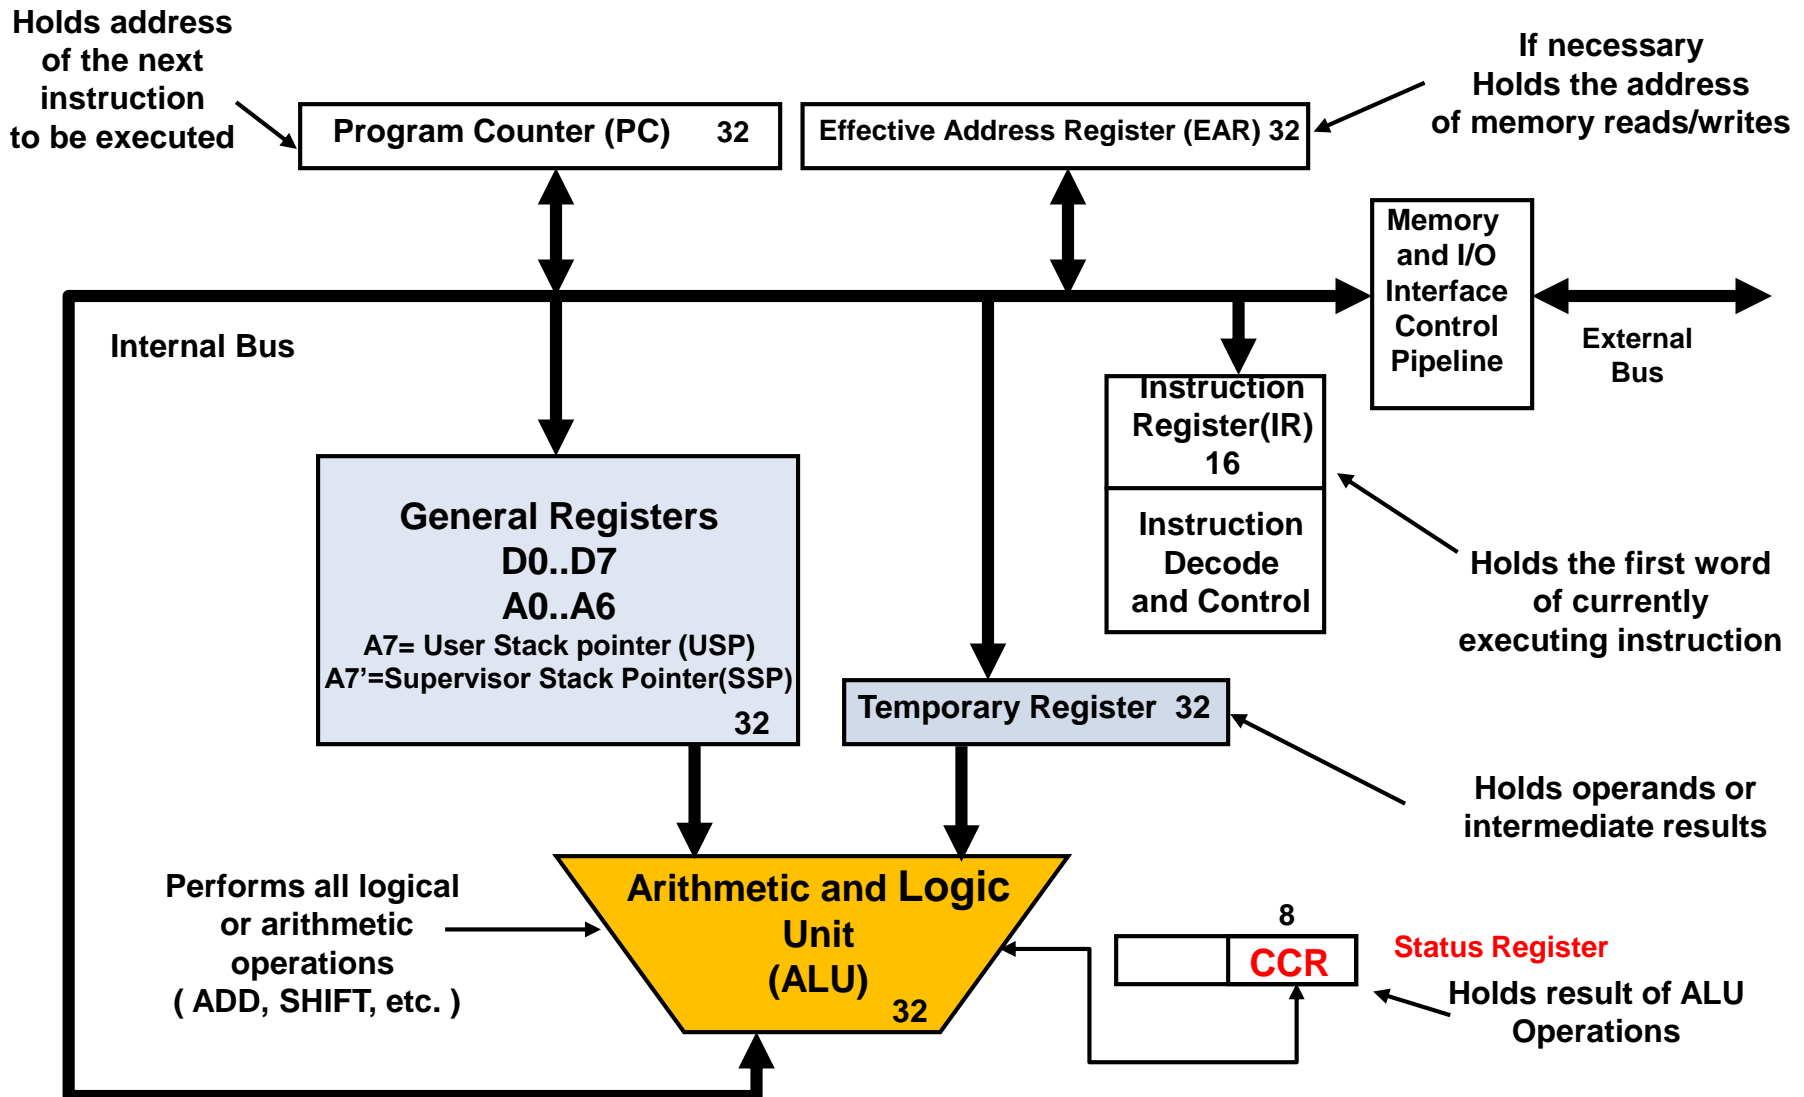 Holds address
of the next
instruction
to be executed
Program Counter (PC) 32
Effective Address Register (EAR) 32
If necessary
Holds the address
of memory reads/writes
Memory
and I/O
Interface
Control
Pipeline
External
Bus
Internal Bus
Instruction
Register(IR)
16
Instruction
Decode
and Control
Holds the first word
of currently
executing instruction
General Registers
D0..D7
A0..A6
A7= User Stack pointer (USP)
A7’=Supervisor Stack Pointer(SSP)
32
Temporary Register 32
Holds operands or
intermediate results
Performs all logical
or arithmetic
operations
( ADD, SHIFT, etc. )
Arithmetic and Logic
Unit
(ALU)
32
8
CCR
Status Register
Holds result of ALU
Operations